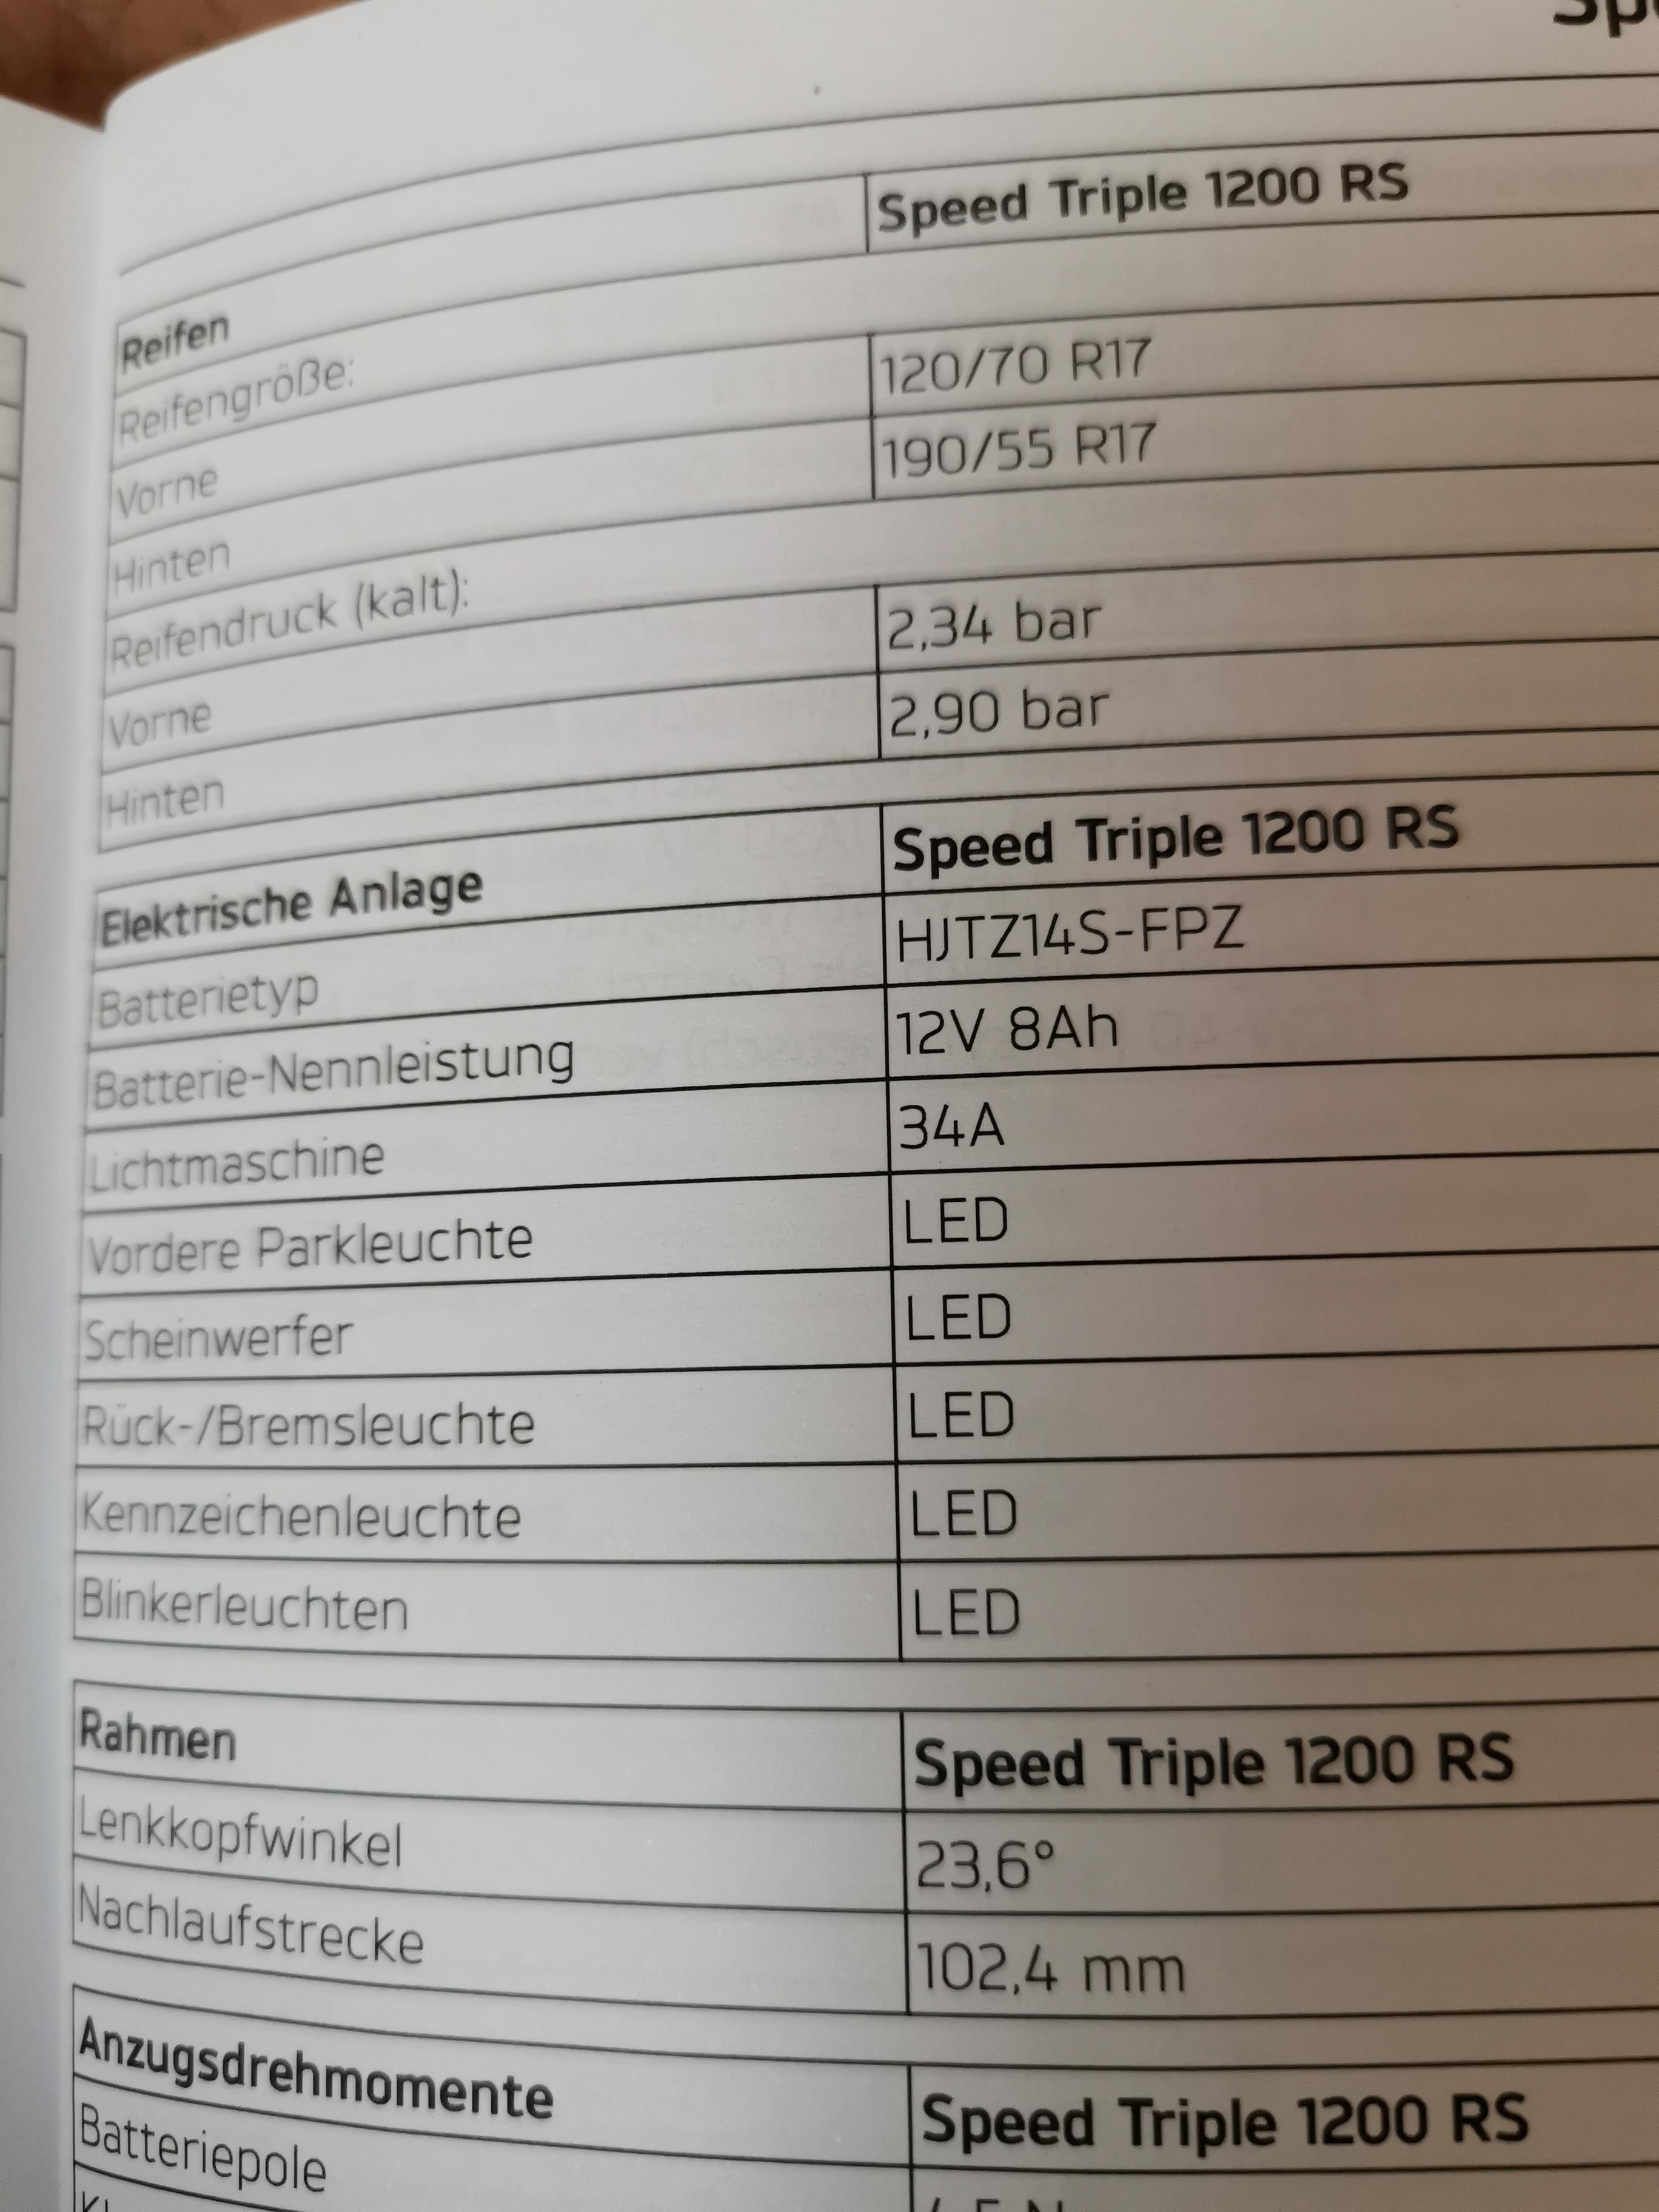 Speed Triple 1200 RS
Reifen
Reifengröße:
Vorne 120/70 R17
Hinten 190/55 R17
Reifendruck (kalt):
Vorne 2,34 bar
Hinten 2,90 bar
Elektrische Anlage Speed Triple 1200 RS
Batterietyp HJTZ14S-FPZ
Batterie-Nennleistung 12V 8Ah
Lichtmaschine 34A
Vordere Parkleuchte LED
Scheinwerfer LED
Rück-/Bremsleuchte LED
Kennzeichenleuchte LED
Blinkerleuchten LED
Rahmen Speed Triple 1200 RS
Lenkkopfwinkel 23,6°
Nachlaufstrecke 102,4 mm
Anzugsdrehmomente Speed Triple 1200 RS
Batteriepole